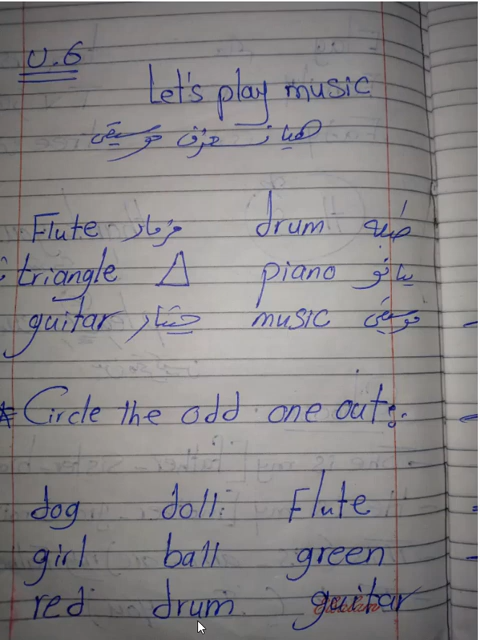 U.6
Let's play music
هيا نعزف موسيقى
Flute مزمار drum طبله
triangle △ piano بيانو
guitar جيتار music موسيقى
* Circle the odd one out:.
dog doll: Flute
girl ball green
red drum guitar